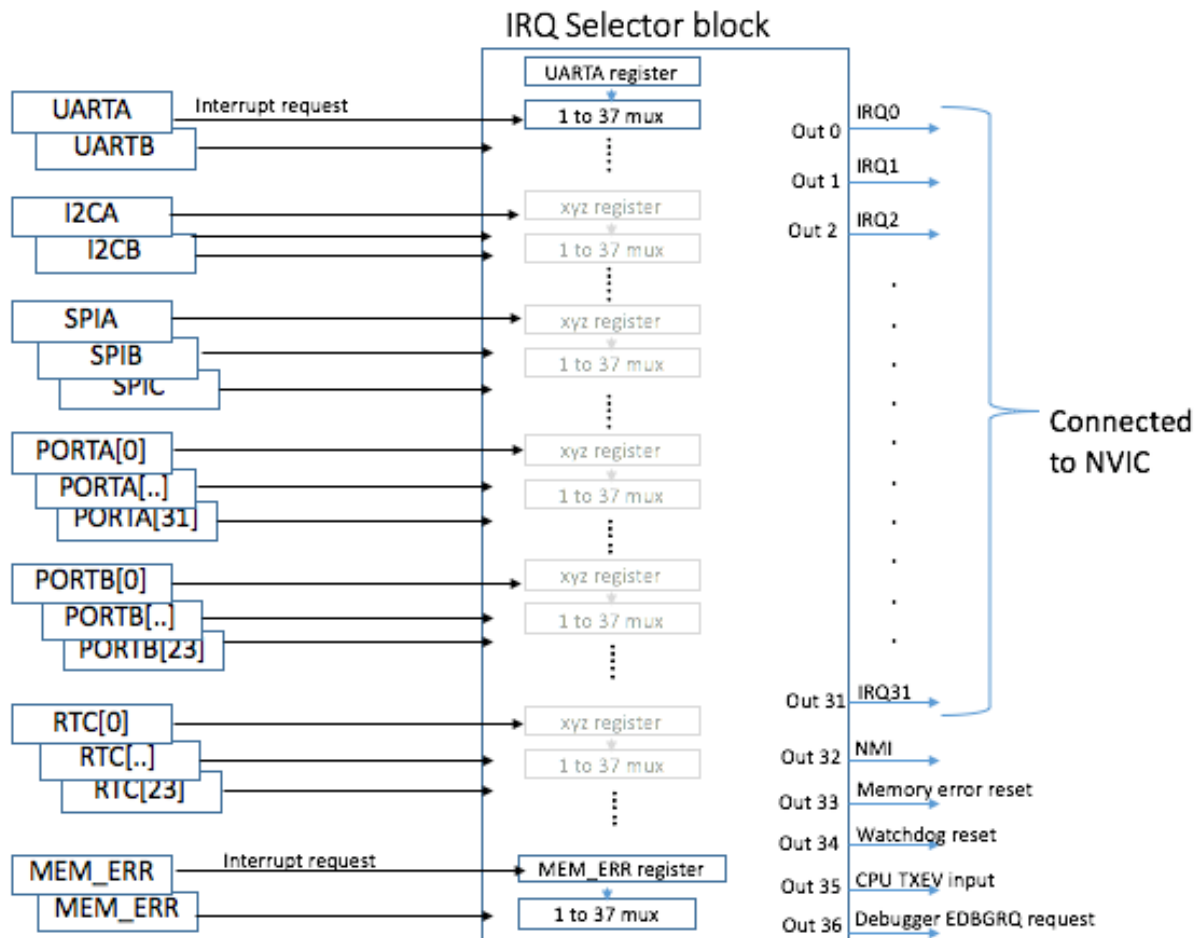 IRQ Selector block
UARTA register
UARTA
Interrupt request
1 to 37 mux
IRQ0
Out 0
UARTB
IRQ1
Out 1
I2CA
xyz register
IRQ2
Out 2
I2CB
1 to 37 mux
SPIA
xyz register
SPIB
1 to 37 mux
SPIC
Connected
to NVIC
PORTA[0]
xyz register
PORTA[..]
1 to 37 mux
PORTA[31]
PORTB[0]
xyz register
PORTB[..]
1 to 37 mux
PORTB[23]
IRQ31
Out 31
RTC[0]
xyz register
NMI
Out 32
RTC[..]
1 to 37 mux
RTC[23]
Memory error reset
Out 33
Watchdog reset
Out 34
MEM_ERR
Interrupt request
MEM_ERR register
CPU TXEV input
Out 35
MEM_ERR
1 to 37 mux
Debugger EDBGRQ request
Out 36